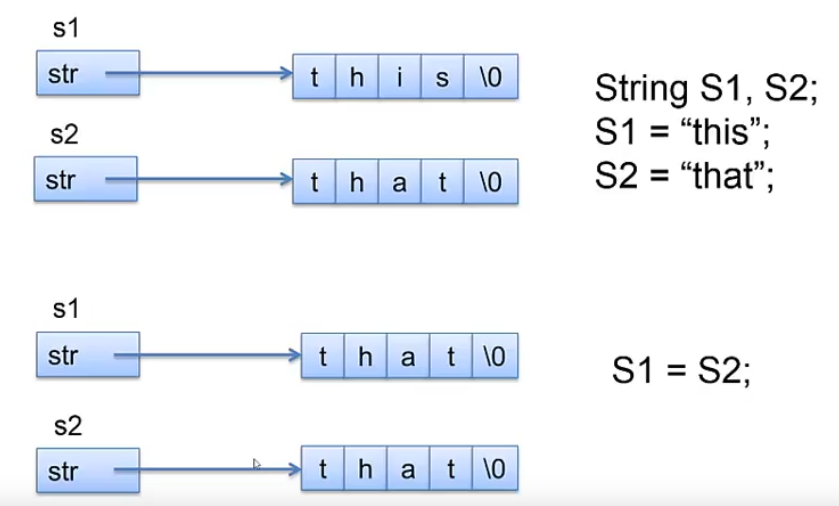 s1
str
t h i s \0
s2
str
t h a t \0
String S1, S2;
S1 = “this”;
S2 = “that”;
s1
str
t h a t \0
s2
str
t h a t \0
S1 = S2;